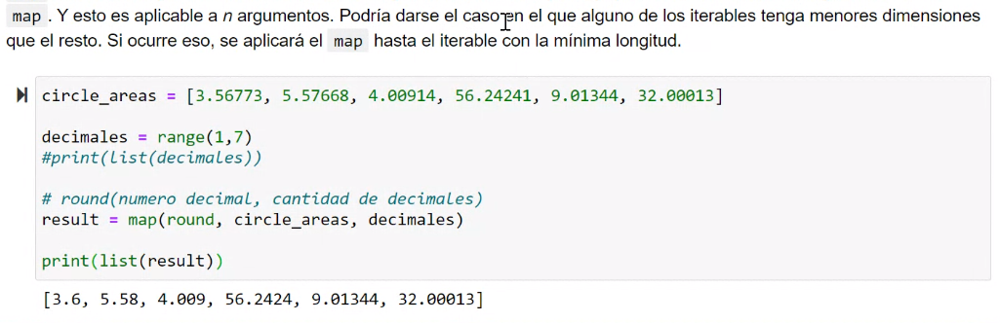 map . Y esto es aplicable a n argumentos. Podría darse el caso en el que alguno de los iterables tenga menores dimensiones
que el resto. Si ocurre eso, se aplicará el map hasta el iterable con la mínima longitud.
circle_areas = [3.56773, 5.57668, 4.00914, 56.24241, 9.01344, 32.00013]
decimales = range(1,7)
#print(list(decimales))
# round(numero decimal, cantidad de decimales)
result = map(round, circle_areas, decimales)
print(list(result))
[3.6, 5.58, 4.009, 56.2424, 9.01344, 32.00013]